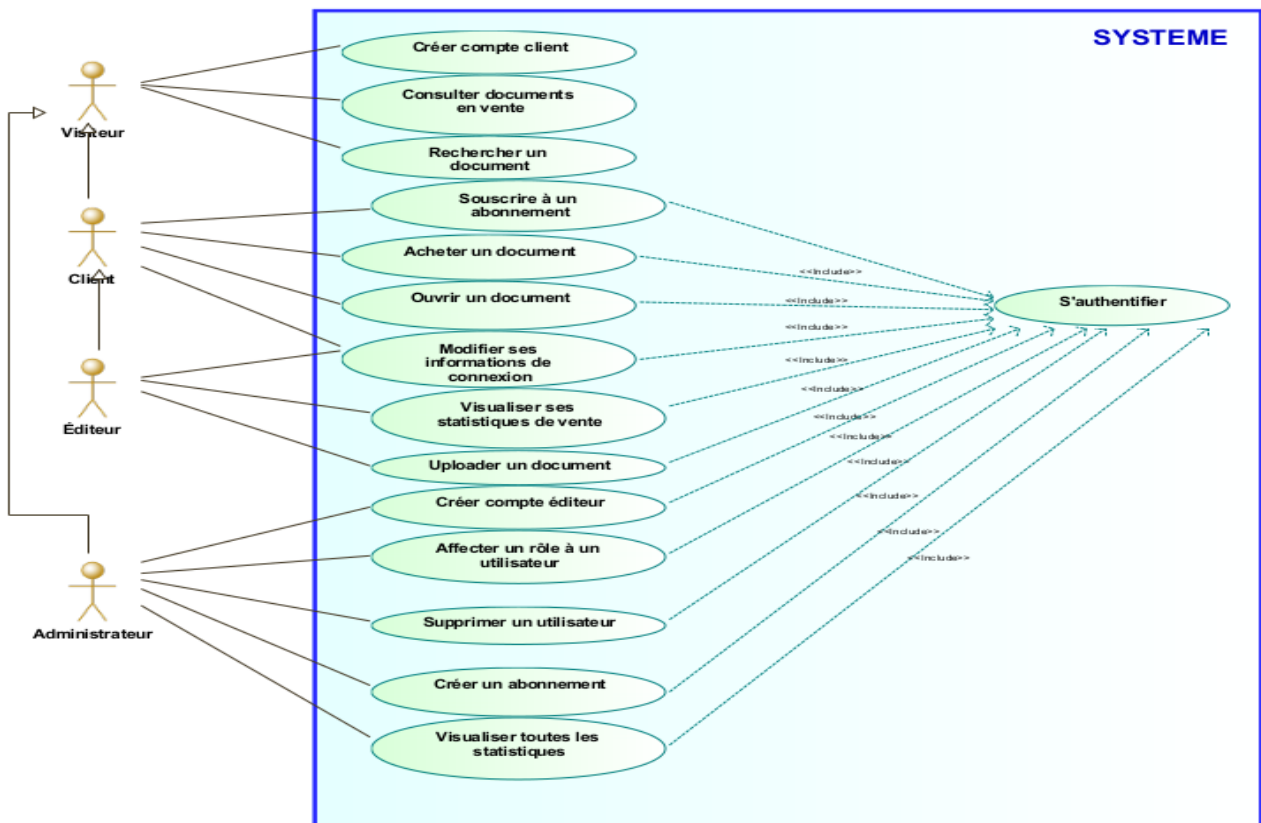 SYSTEME
Créer compte client
Consulter documents
en vente
Visiteur
Rechercher un
document
Souscrire à un
abonnement
Client
Acheter un document
<<Include>>
Ouvrir un document
<<Include>>
S'authentifier
<<Include>>
Modifier ses
informations de
connexion
<<Include>>
Éditeur
<<Include>>
Visualiser ses
statistiques de vente
<<Include>>
<<Include>>
Uploader un document
<<Include>>
Créer compte éditeur
<<Include>>
Affecter un rôle à un
utilisateur
<<Include>>
<<Include>>
Administrateur
Supprimer un utilisateur
Créer un abonnement
Visualiser toutes les
statistiques